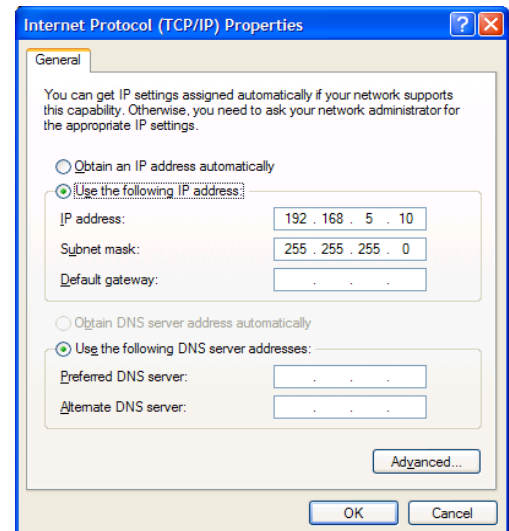 Internet Protocol (TCP/IP) Properties
General
You can get IP settings assigned automatically if your network supports
this capability. Otherwise, you need to ask your network administrator for
the appropriate IP settings.
Obtain an IP address automatically
Use the following IP address:
IP address: 192 . 168 . 5 . 10
Subnet mask: 255 . 255 . 255 . 0
Default gateway: . . .
Obtain DNS server address automatically
Use the following DNS server addresses:
Preferred DNS server: . . .
Alternate DNS server: . . .
Advanced...
OK Cancel